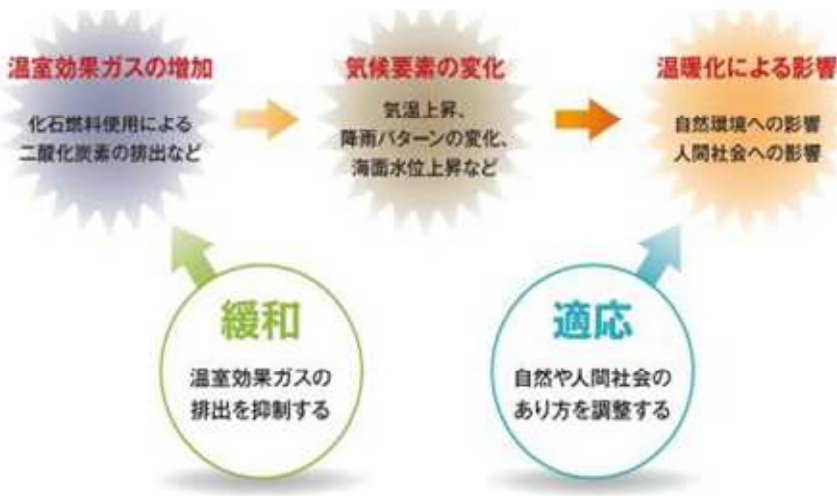 温室効果ガスの増加
化石燃料使用による
二酸化炭素の排出など
気候要素の変化
気温上昇、
降雨パターンの変化、
海面水位上昇など
温暖化による影響
自然環境への影響
人間社会への影響
緩和
温室効果ガスの
排出を抑制する
適応
自然や人間社会の
あり方を調整する